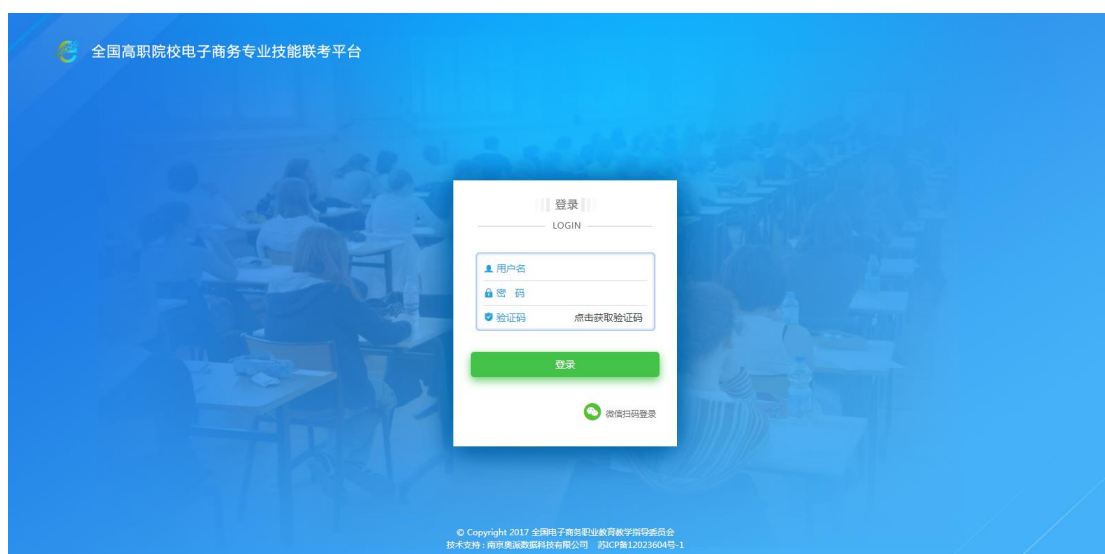 全国高职院校电子商务专业技能联考平台
登录
LOGIN
用户名
密 码
验证码 点击获取验证码
登录
微信扫码登录
© Copyright 2017 全国电子商务职业教育教学指导委员会
技术支持：南京奥派数据科技有限公司 苏ICP备12023604号-1